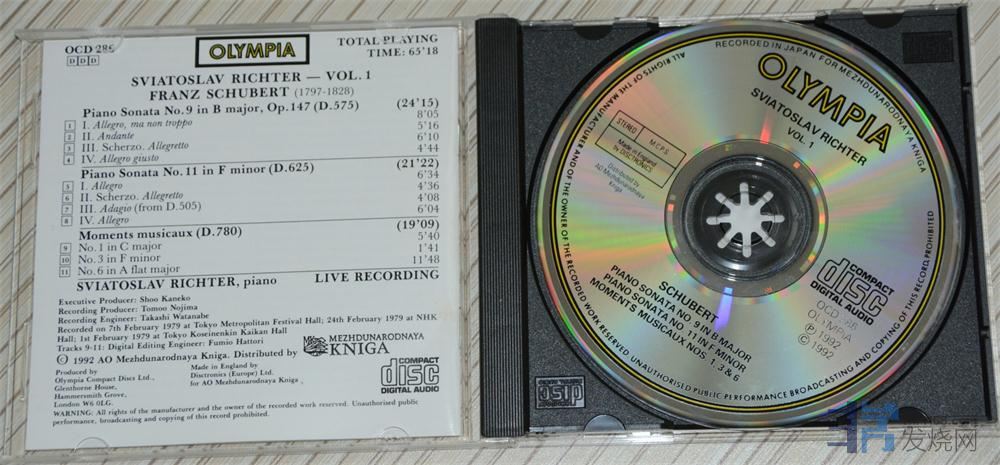 OCD 286
DDD
OLYMPIA
TOTAL PLAYING
TIME: 65'18
SVIATOSLAV RICHTER — VOL. 1
FRANZ SCHUBERT (1797-1828)
Piano Sonata No.9 in B major, Op.147 (D.575) (24'15)
1 I. Allegro, ma non troppo 8'05
2 II. Andante 5'16
3 III. Scherzo. Allegretto 6'10
4 IV. Allegro giusto 4'44
Piano Sonata No.11 in F minor (D.625) (21'22)
5 I. Allegro 6'34
6 II. Scherzo. Allegretto 4'36
7 III. Adagio (from D.505) 4'08
8 IV. Allegro 6'04
Moments musicaux (D.780) (19'09)
9 No.1 in C major 5'40
10 No.3 in F minor 1'41
11 No.6 in A flat major 11'48
SVIATOSLAV RICHTER, piano LIVE RECORDING
Executive Producer: Shoo Kaneko
Recording Producer: Tomoo Nojima
Recording Engineer: Takashi Watanabe
Recorded on 7th February 1979 at Tokyo Metropolitan Festival Hall; 24th February 1979 at NHK
Hall; 1st February 1979 at Tokyo Koseinenkin Kaikan Hall
Tracks 9-11: Digital Editing Engineer: Fumio Hattori
© 1992 AO Mezhdunarodnaya Kniga. Distributed by
MEZHDUNARODNAYA
KNIGA
Produced by
Olympia Compact Discs Ltd.,
Glenthorne House,
Hammersmith Grove,
London W6 0LG.
Made in England by
Disctronics (Europe) Ltd.
for AO Mezhdunarodnaya Kniga
COMPACT
disc
DIGITAL AUDIO
WARNING: All rights of the manufacturer and the owner of the recorded work reserved. Unauthorised public
performance, broadcasting and copying of this record prohibited.
RECORDED IN JAPAN FOR MEZHDUNARODNAYA KNIGA
OLYMPIA
SVIATOSLAV RICHTER
VOL. 1
STEREO
M.C.P.S
Made in England
by DISCTRONICS
Distributed by
AO Mezhdunarodnaya
Kniga
COMPACT
disc
DIGITAL AUDIO
OLYMPIA
Ⓟ 1992
© 1992
SCHUBERT
PIANO SONATA NO 9 IN B MAJOR
PIANO SONATA NO. 11 IN F MINOR
MOMENTS MUSICAUX NOS. 1, 3 & 6
ALL RIGHTS OF THE MANUFACTURER AND OF THE OWNER OF THE RECORDED WORK RESERVED UNAUTHORISED PUBLIC PERFORMANCE BROADCASTING AND COPYING OF THIS RECORD PROHIBITED
disc
发烧网